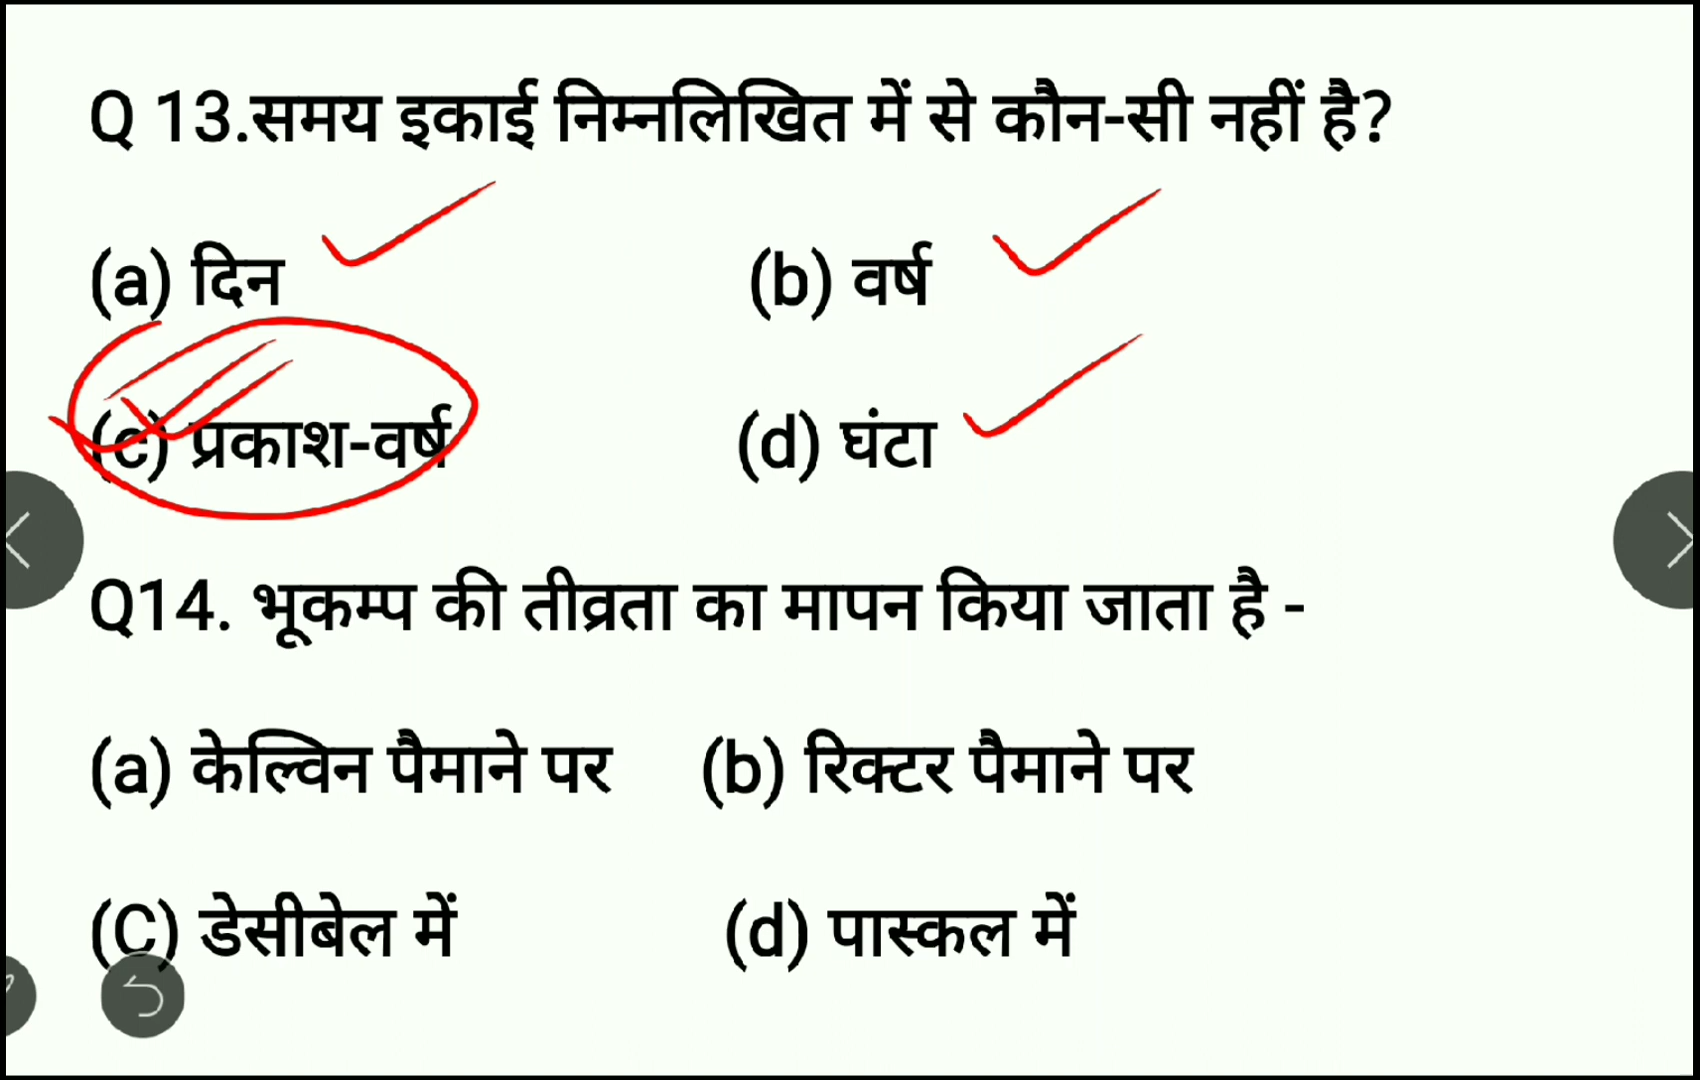 Q 13.समय इकाई निम्नलिखित में से कौन-सी नहीं है?
(a) दिन (b) वर्ष
(c) प्रकाश-वर्ष (d) घंटा
Q14. भूकम्प की तीव्रता का मापन किया जाता है -
(a) केल्विन पैमाने पर (b) रिक्टर पैमाने पर
(C) डेसीबेल में (d) पास्कल में